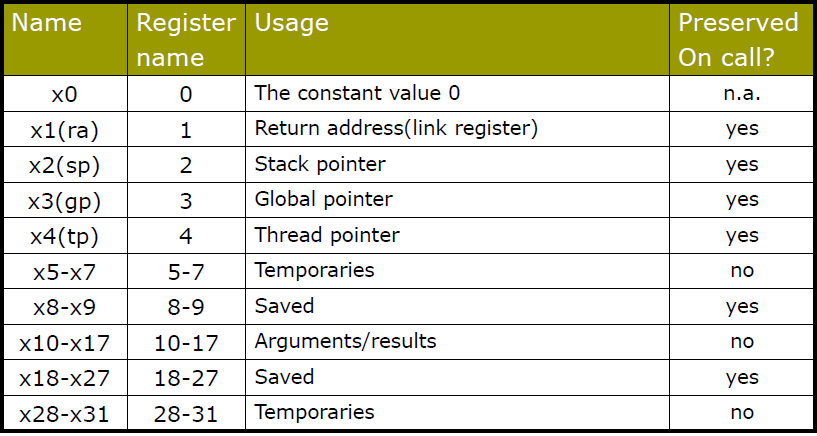 Name Register name Usage Preserved On call?
x0 0 The constant value 0 n.a.
x1(ra) 1 Return address(link register) yes
x2(sp) 2 Stack pointer yes
x3(gp) 3 Global pointer yes
x4(tp) 4 Thread pointer yes
x5-x7 5-7 Temporaries no
x8-x9 8-9 Saved yes
x10-x17 10-17 Arguments/results no
x18-x27 18-27 Saved yes
x28-x31 28-31 Temporaries no